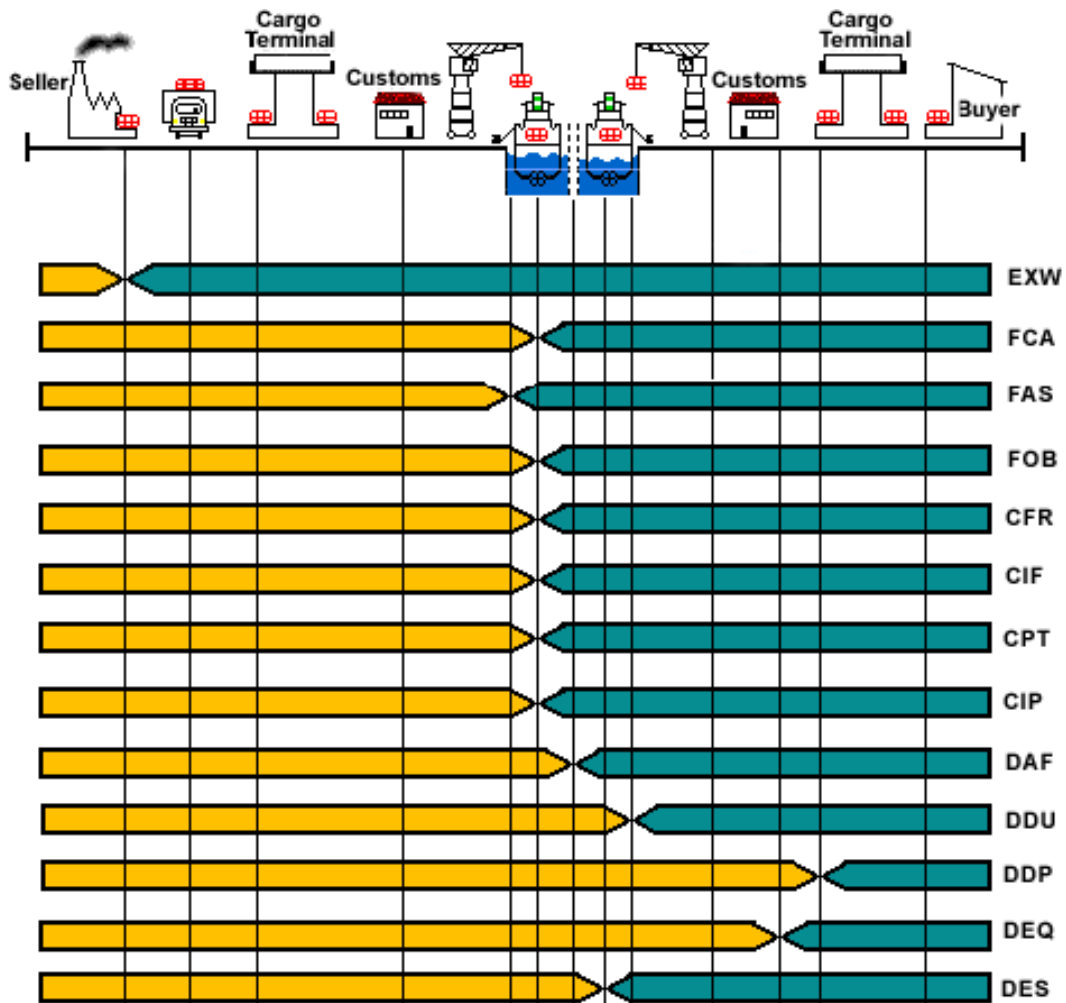 Cargo
Terminal
Cargo
Terminal
Seller
Customs
Customs
Buyer
EXW
FCA
FAS
FOB
CFR
CIF
CPT
CIP
DAF
DDU
DDP
DEQ
DES